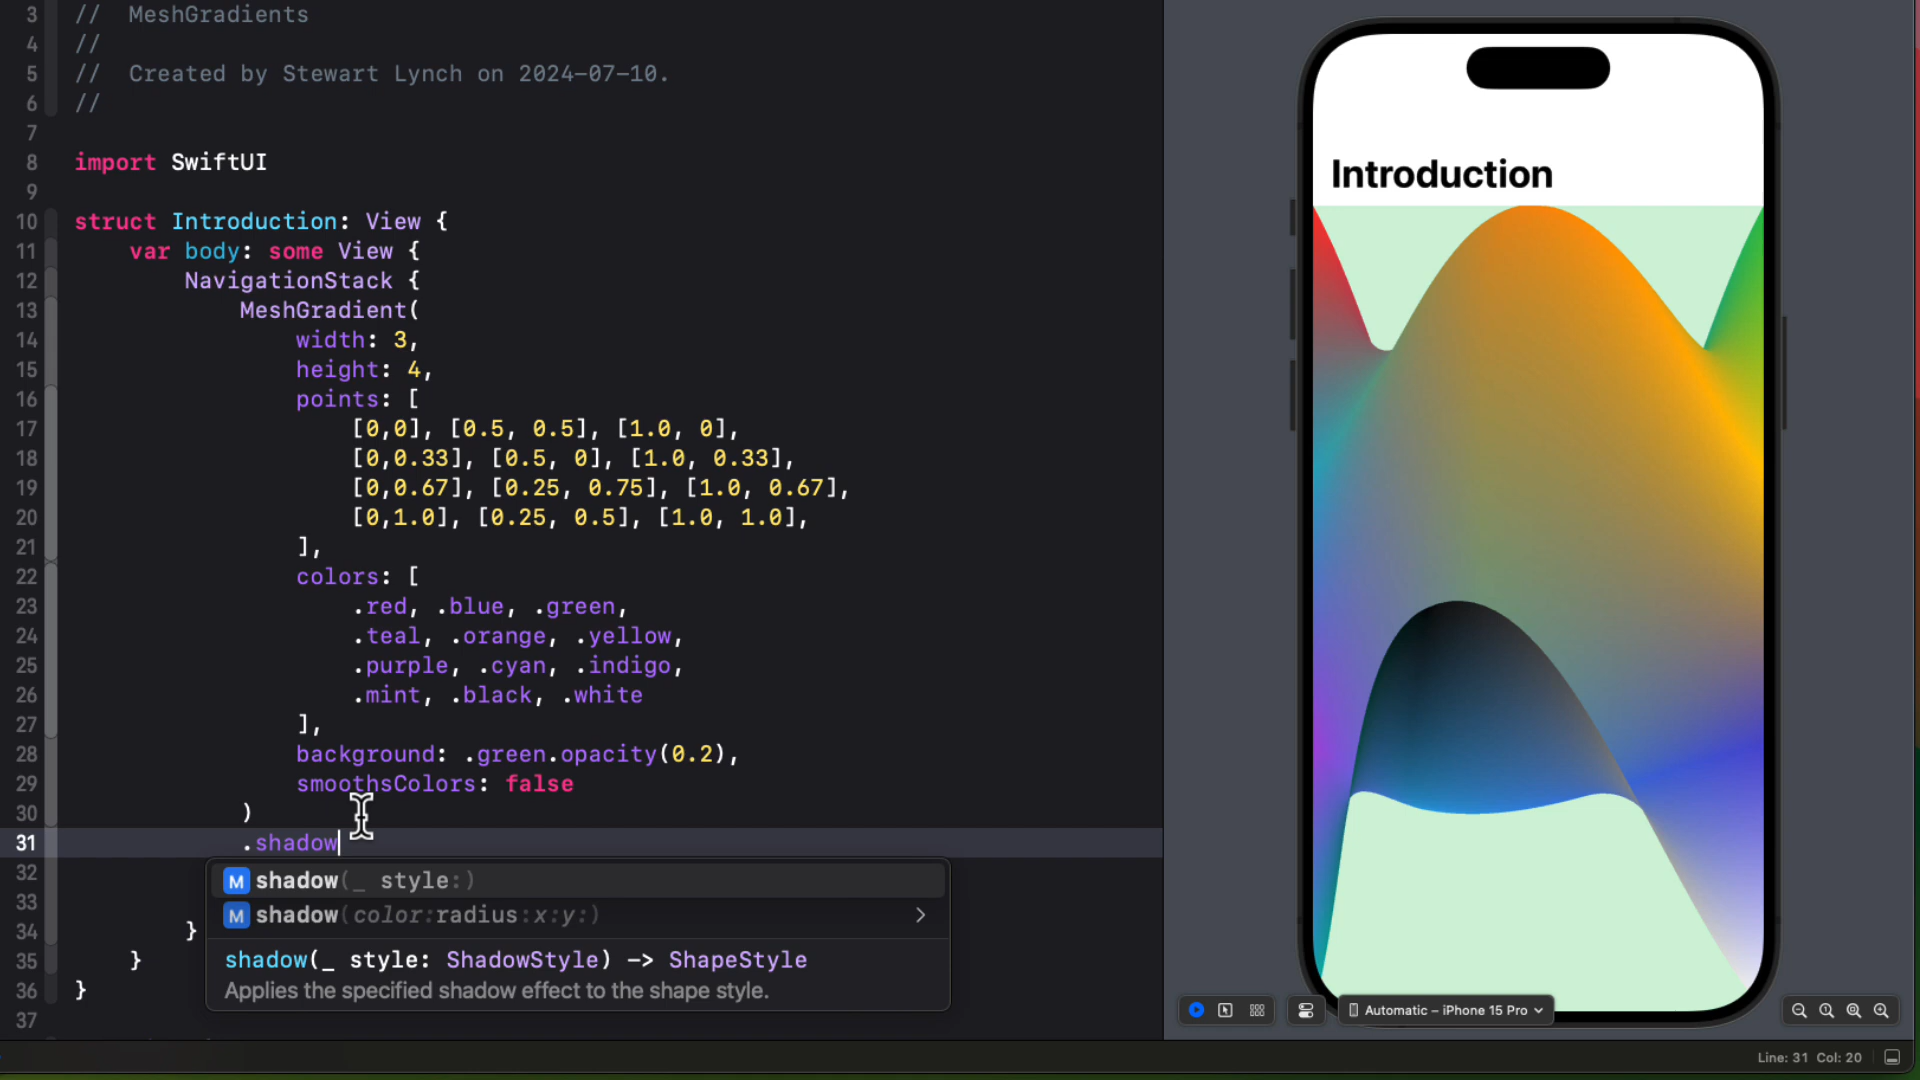 3 //  MeshGradients
4 //
5 //  Created by Stewart Lynch on 2024-07-10.
6 //
7
8 import SwiftUI
9
10 struct Introduction: View {
11     var body: some View {
12         NavigationStack {
13             MeshGradient(
14                 width: 3,
15                 height: 4,
16                 points: [
17                     [0,0], [0.5, 0.5], [1.0, 0],
18                     [0,0.33], [0.5, 0], [1.0, 0.33],
19                     [0,0.67], [0.25, 0.75], [1.0, 0.67],
20                     [0,1.0], [0.25, 0.5], [1.0, 1.0],
21                 ],
22                 colors: [
23                     .red, .blue, .green,
24                     .teal, .orange, .yellow,
25                     .purple, .cyan, .indigo,
26                     .mint, .black, .white
27                 ],
28                 background: .green.opacity(0.2),
29                 smoothsColors: false
30             )
31             .shadow
32
33
34         }
35     }
36 }
37
M shadow(_ style:)
M shadow(color:radius:x:y:)
shadow(_ style: ShadowStyle) -> ShapeStyle
Applies the specified shadow effect to the shape style.
Introduction
Automatic – iPhone 15 Pro
Line: 31 Col: 20